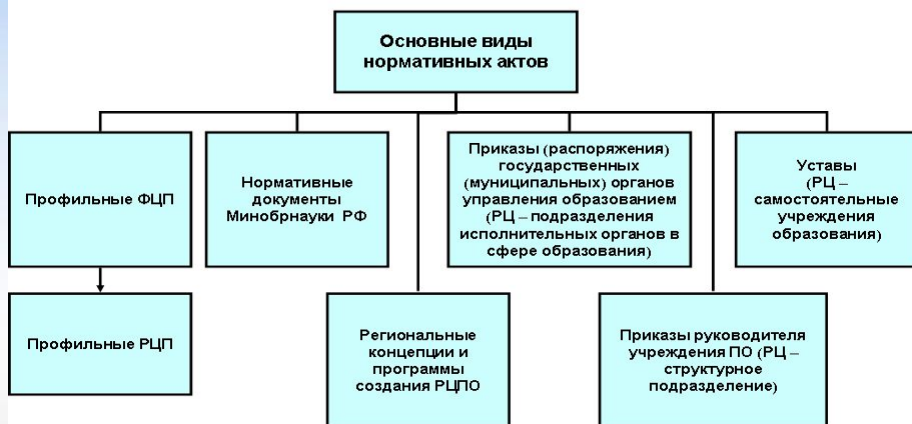 Основные виды
нормативных актов
Профильные ФЦП
Нормативные
документы
Минобрнауки РФ
Приказы (распоряжения)
государственных
(муниципальных) органов
управления образованием
(РЦ – подразделения
исполнительных органов в
сфере образования)
Уставы
(РЦ –
самостоятельные
учреждения
образования)
Профильные РЦП
Региональные
концепции и
программы
создания РЦПО
Приказы руководителя
учреждения ПО (РЦ –
структурное
подразделение)